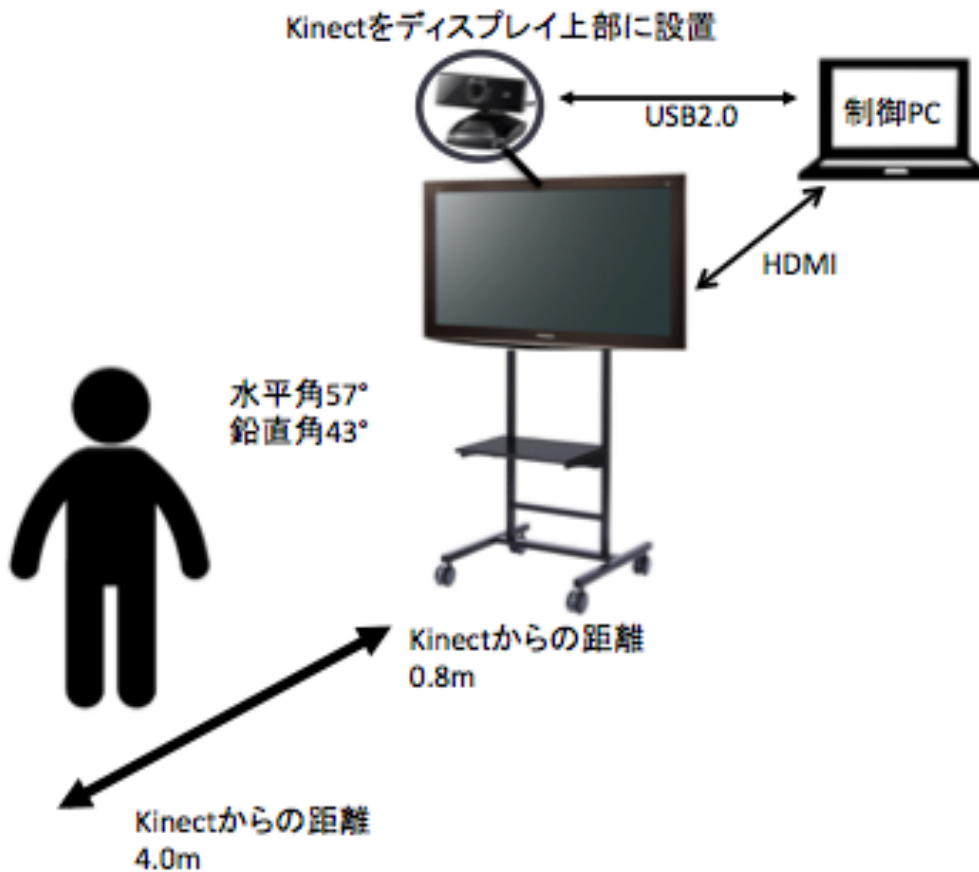 Kinectをディスプレイ上部に設置
USB2.0
制御PC
HDMI
水平角57°
鉛直角43°
Kinectからの距離
0.8m
Kinectからの距離
4.0m